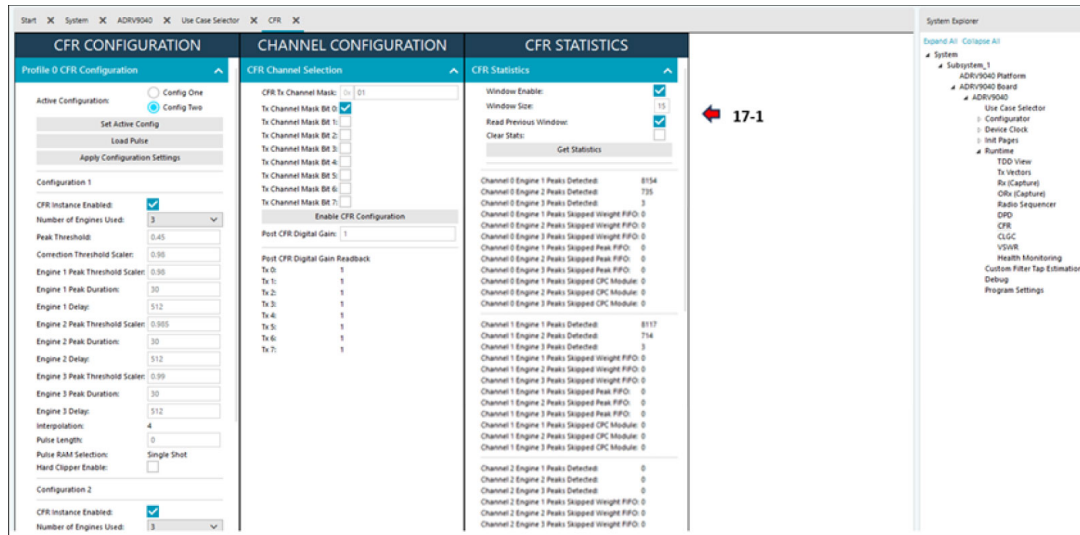 Start X System X ADRV9040 X Use Case Selector X CFR X
CFR CONFIGURATION
Profile 0 CFR Configuration
Active Configuration:
Config One
Config Two
Set Active Config
Load Pulse
Apply Configuration Settings
Configuration 1
CFR Instance Enabled:
Number of Engines Used: 3
Peak Threshold: 0.45
Correction Threshold Scaler: 0.98
Engine 1 Peak Threshold Scaler: 0.98
Engine 1 Peak Duration: 30
Engine 1 Delay: 512
Engine 2 Peak Threshold Scaler: 0.985
Engine 2 Peak Duration: 30
Engine 2 Delay: 512
Engine 3 Peak Threshold Scaler: 0.99
Engine 3 Peak Duration: 30
Engine 3 Delay: 512
Interpolation: 4
Pulse Length: 0
Pulse RAM Selection: Single Shot
Hard Clipper Enable:
Configuration 2
CFR Instance Enabled:
Number of Engines Used: 3
CHANNEL CONFIGURATION
CFR Channel Selection
CFR Tx Channel Mask: 0x 01
Tx Channel Mask Bit 0:
Tx Channel Mask Bit 1:
Tx Channel Mask Bit 2:
Tx Channel Mask Bit 3:
Tx Channel Mask Bit 4:
Tx Channel Mask Bit 5:
Tx Channel Mask Bit 6:
Tx Channel Mask Bit 7:
Enable CFR Configuration
Post CFR Digital Gain: 1
Post CFR Digital Gain Readback
Tx 0: 1
Tx 1: 1
Tx 2: 1
Tx 3: 1
Tx 4: 1
Tx 5: 1
Tx 6: 1
Tx 7: 1
CFR STATISTICS
CFR Statistics
Window Enable:
Window Size: 15
Read Previous Window:
Clear Stats:
Get Statistics
Channel 0 Engine 1 Peaks Detected: 8154
Channel 0 Engine 2 Peaks Detected: 735
Channel 0 Engine 3 Peaks Detected: 3
Channel 0 Engine 1 Peaks Skipped Weight FIFO: 0
Channel 0 Engine 2 Peaks Skipped Weight FIFO: 0
Channel 0 Engine 3 Peaks Skipped Weight FIFO: 0
Channel 0 Engine 1 Peaks Skipped Peak FIFO: 0
Channel 0 Engine 2 Peaks Skipped Peak FIFO: 0
Channel 0 Engine 3 Peaks Skipped Peak FIFO: 0
Channel 0 Engine 1 Peaks Skipped CPC Module: 0
Channel 0 Engine 2 Peaks Skipped CPC Module: 0
Channel 0 Engine 3 Peaks Skipped CPC Module: 0
Channel 1 Engine 1 Peaks Detected: 8117
Channel 1 Engine 2 Peaks Detected: 714
Channel 1 Engine 3 Peaks Detected: 3
Channel 1 Engine 1 Peaks Skipped Weight FIFO: 0
Channel 1 Engine 2 Peaks Skipped Weight FIFO: 0
Channel 1 Engine 3 Peaks Skipped Weight FIFO: 0
Channel 1 Engine 1 Peaks Skipped Peak FIFO: 0
Channel 1 Engine 2 Peaks Skipped Peak FIFO: 0
Channel 1 Engine 3 Peaks Skipped Peak FIFO: 0
Channel 1 Engine 1 Peaks Skipped CPC Module: 0
Channel 1 Engine 2 Peaks Skipped CPC Module: 0
Channel 1 Engine 3 Peaks Skipped CPC Module: 0
Channel 2 Engine 1 Peaks Detected: 0
Channel 2 Engine 2 Peaks Detected: 0
Channel 2 Engine 3 Peaks Detected: 0
Channel 2 Engine 1 Peaks Skipped Weight FIFO: 0
Channel 2 Engine 2 Peaks Skipped Weight FIFO: 0
Channel 2 Engine 3 Peaks Skipped Weight FIFO: 0
17-1
System Explorer
Expand All Collapse All
System
Subsystem_1
ADRV9040 Platform
ADRV9040 Board
ADRV9040
Use Case Selector
Configurator
Device Clock
Init Pages
Runtime
TDD View
Tx Vectors
Rx (Capture)
ORx (Capture)
Radio Sequencer
DPD
CFR
CLGC
VSWR
Health Monitoring
Custom Filter Tap Estimation
Debug
Program Settings